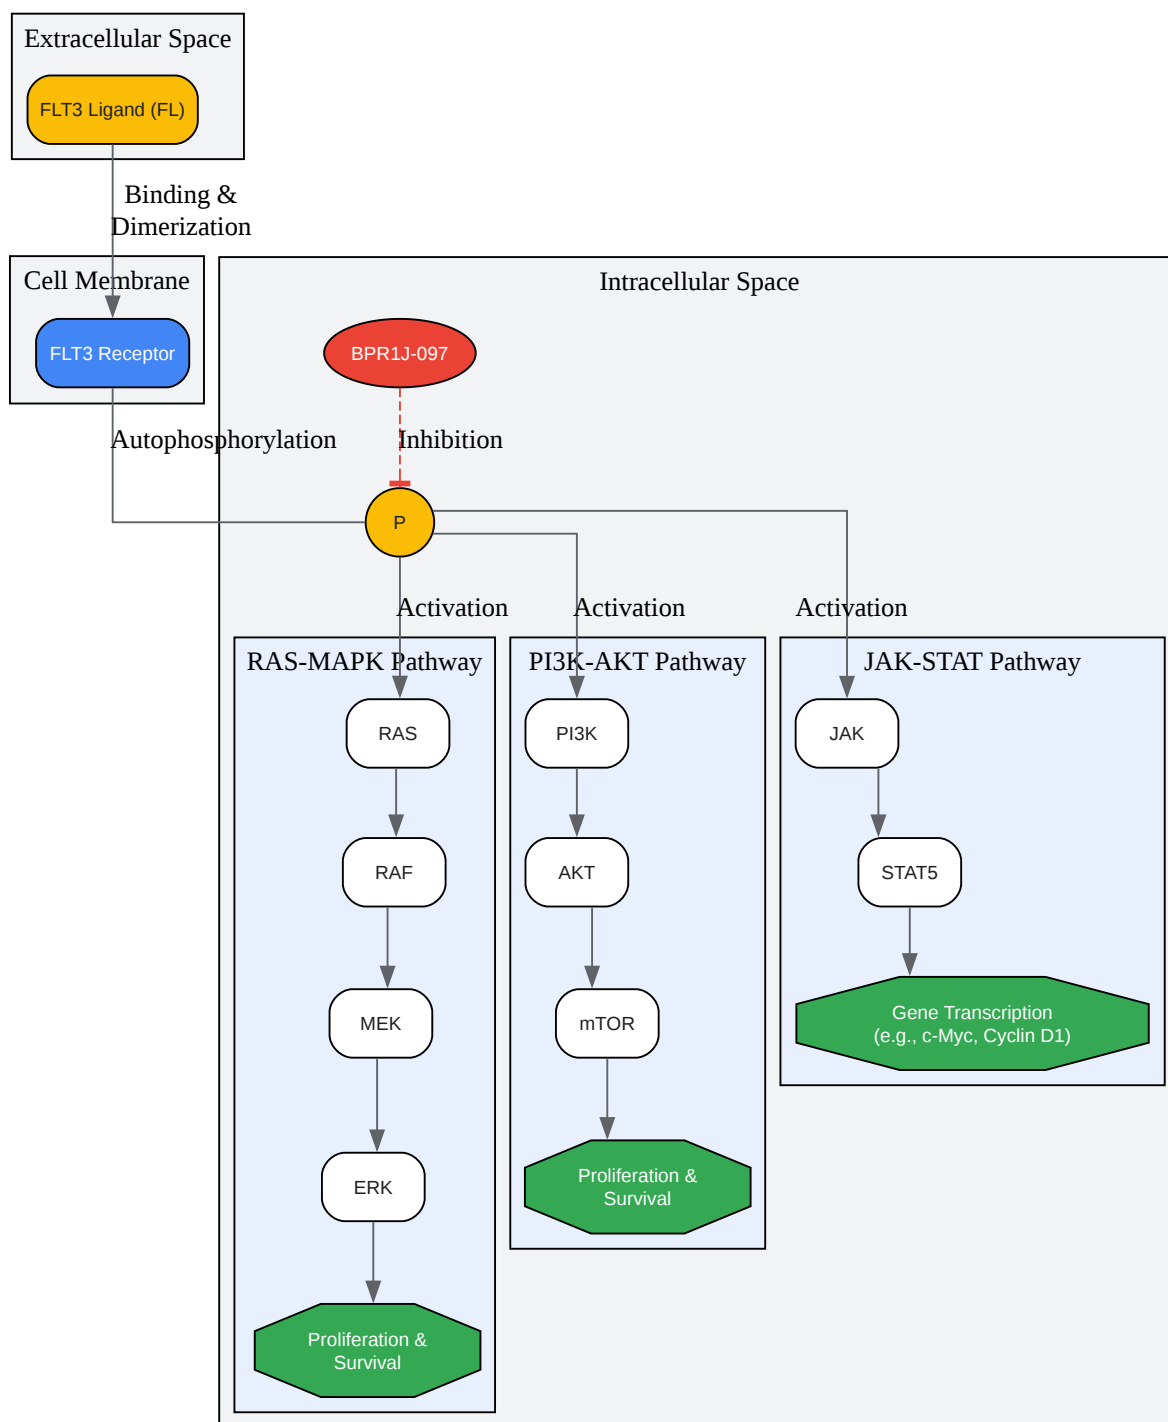 Extracellular Space
FLT3 Ligand (FL)
Binding &
Dimerization
Cell Membrane
FLT3 Receptor
Autophosphorylation
Intracellular Space
BPR1J-097
Inhibition
P
Activation
Activation
Activation
RAS-MAPK Pathway
RAS
RAF
MEK
ERK
Proliferation &
Survival
PI3K-AKT Pathway
PI3K
AKT
mTOR
Proliferation &
Survival
JAK-STAT Pathway
JAK
STAT5
Gene Transcription
(e.g., c-Myc, Cyclin D1)